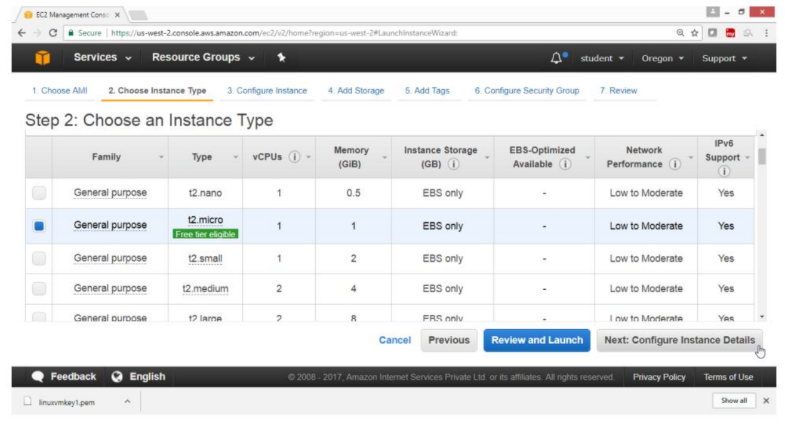 EC2 Management Consc
Secure | https://us-west-2.console.aws.amazon.com/ec2/v2/home?region=us-west-2#LaunchInstanceWizard:
Services Resource Groups student Oregon Support
1. Choose AMI 2. Choose Instance Type 3. Configure Instance 4. Add Storage 5. Add Tags 6. Configure Security Group 7. Review
Step 2: Choose an Instance Type
Family Type vCPUs Memory (GiB) Instance Storage (GB) EBS-Optimized Available Network Performance IPv6 Support
General purpose t2.nano 1 0.5 EBS only - Low to Moderate Yes
General purpose t2.micro Free tier eligible 1 1 EBS only - Low to Moderate Yes
General purpose t2.small 1 2 EBS only - Low to Moderate Yes
General purpose t2.medium 2 4 EBS only - Low to Moderate Yes
General purpose t2.large 2 8 EBS only - Low to Moderate Yes
Cancel Previous Review and Launch Next: Configure Instance Details
Feedback English © 2008 - 2017, Amazon Internet Services Private Ltd. or its affiliates. All rights reserved. Privacy Policy Terms of Use
linuxvmkey1.pem Show all